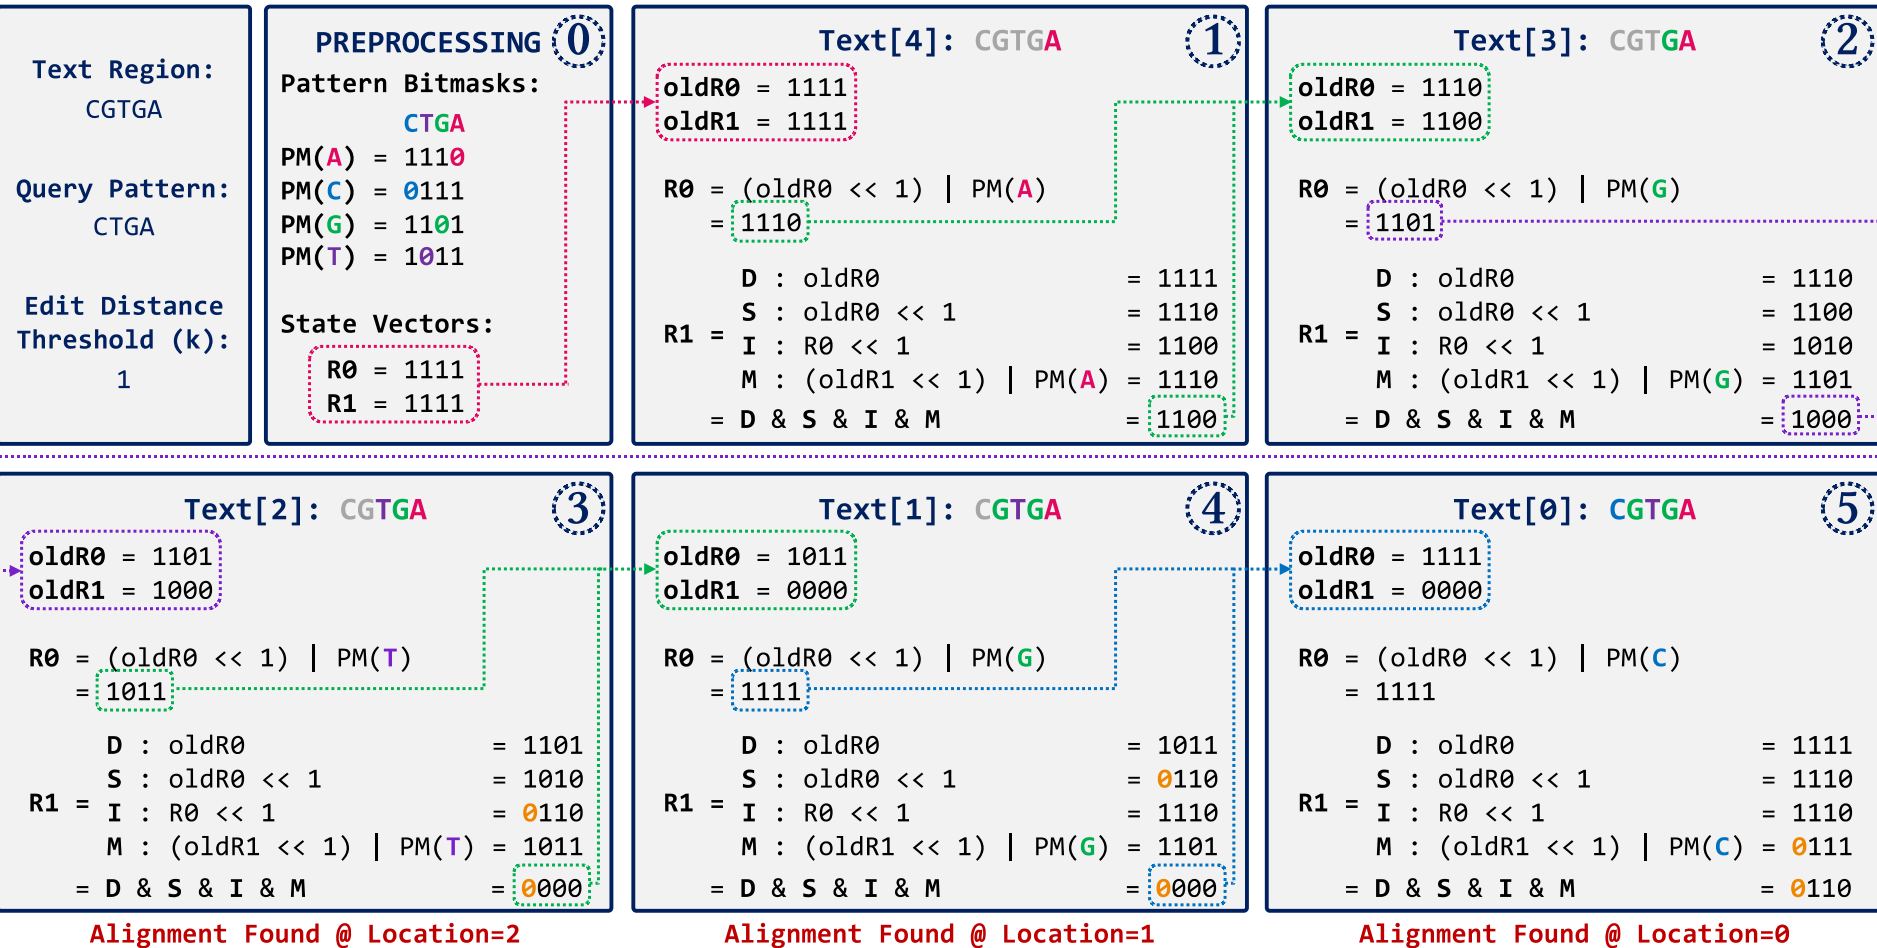 Text Region:
CGTGA
Query Pattern:
CTGA
Edit Distance
Threshold (k):
1
PREPROCESSING 0
Pattern Bitmasks:
CTGA
PM(A) = 1110
PM(C) = 0111
PM(G) = 1101
PM(T) = 1011
State Vectors:
R0 = 1111
R1 = 1111
Text[4]: CGTGA 1
oldR0 = 1111
oldR1 = 1111
R0 = (oldR0 << 1) | PM(A)
= 1110
D : oldR0 = 1111
S : oldR0 << 1 = 1110
R1 =
I : R0 << 1 = 1100
M : (oldR1 << 1) | PM(A) = 1110
= D & S & I & M = 1100
Text[3]: CGTGA 2
oldR0 = 1110
oldR1 = 1100
R0 = (oldR0 << 1) | PM(G)
= 1101
D : oldR0 = 1110
S : oldR0 << 1 = 1100
R1 =
I : R0 << 1 = 1010
M : (oldR1 << 1) | PM(G) = 1101
= D & S & I & M = 1000
Text[2]: CGTGA 3
oldR0 = 1101
oldR1 = 1000
R0 = (oldR0 << 1) | PM(T)
= 1011
D : oldR0 = 1101
S : oldR0 << 1 = 1010
R1 =
I : R0 << 1 = 0110
M : (oldR1 << 1) | PM(T) = 1011
= D & S & I & M = 0000
Alignment Found @ Location=2
Text[1]: CGTGA 4
oldR0 = 1011
oldR1 = 0000
R0 = (oldR0 << 1) | PM(G)
= 1111
D : oldR0 = 1011
S : oldR0 << 1 = 0110
R1 =
I : R0 << 1 = 1110
M : (oldR1 << 1) | PM(G) = 1101
= D & S & I & M = 0000
Alignment Found @ Location=1
Text[0]: CGTGA 5
oldR0 = 1111
oldR1 = 0000
R0 = (oldR0 << 1) | PM(C)
= 1111
D : oldR0 = 1111
S : oldR0 << 1 = 1110
R1 =
I : R0 << 1 = 1110
M : (oldR1 << 1) | PM(C) = 0111
= D & S & I & M = 0110
Alignment Found @ Location=0